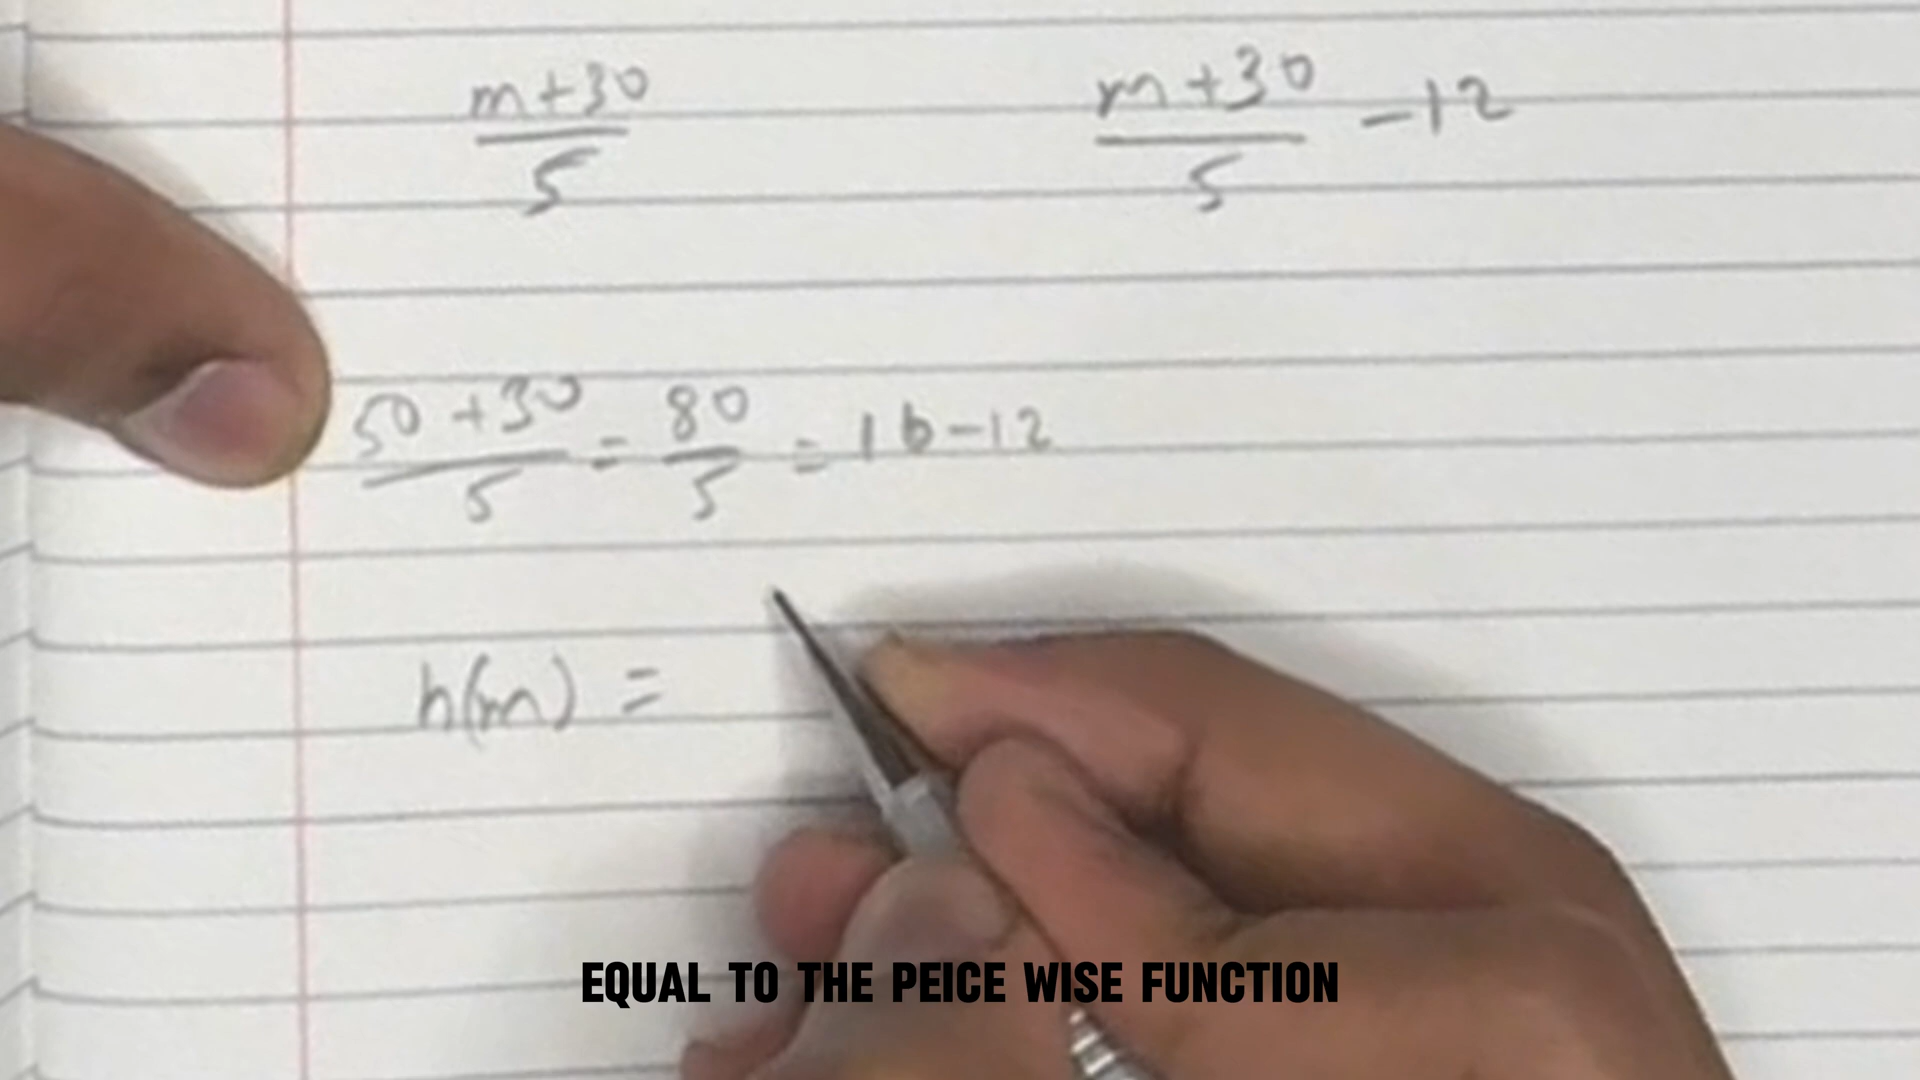 m+30/5    m+30/5 -12
50+30/5 = 80/5 = 16-12
h(m) =
EQUAL TO THE PEICE WISE FUNCTION